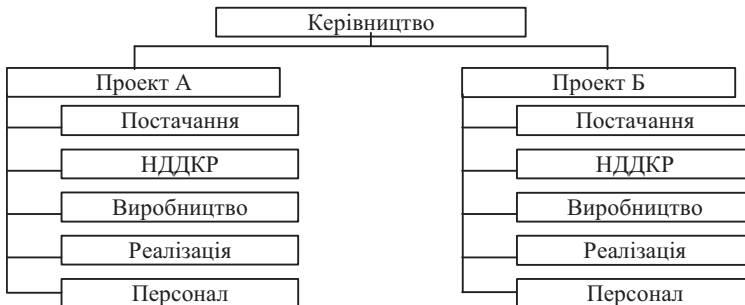 Керівництво
Проект А
Постачання
НДДКР
Виробництво
Реалізація
Персонал
Проект Б
Постачання
НДДКР
Виробництво
Реалізація
Персонал